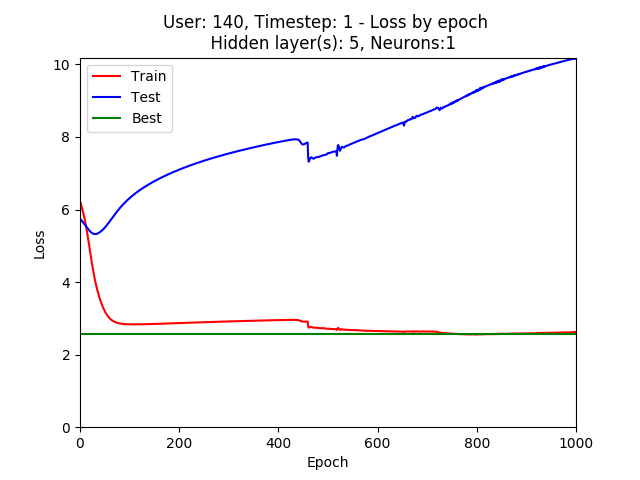 User: 140, Timestep: 1 - Loss by epoch
Hidden layer(s): 5, Neurons:1
Train
Test
Best
Loss
10
8
6
4
2
0
0 200 400 600 800 1000
Epoch